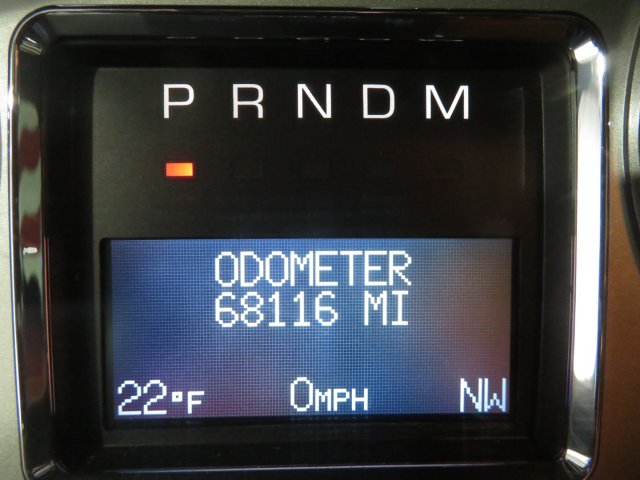 P R N D M
ODOMETER
68116 MI
22°F 0MPH NW